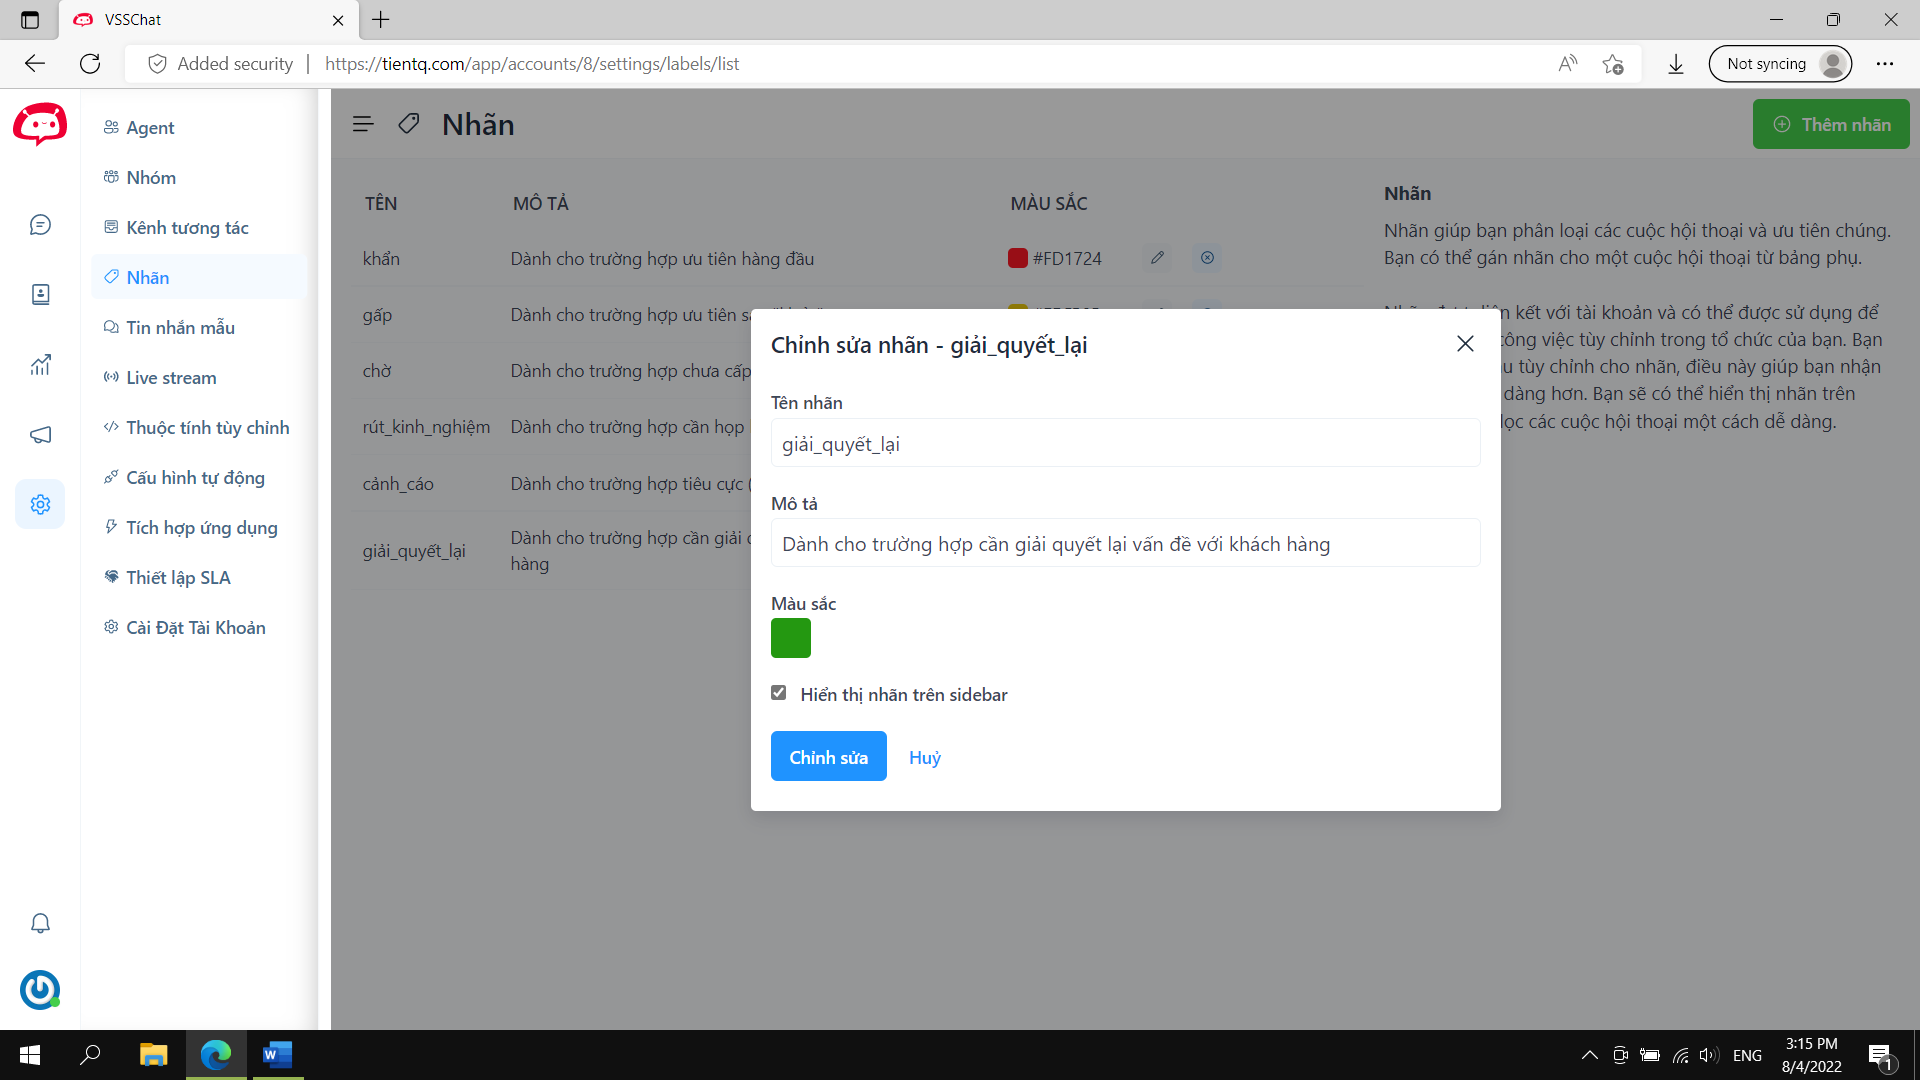 VSSChat
Added security
https://tientq.com/app/accounts/8/settings/labels/list
Not syncing
Agent
Nhóm
Kênh tương tác
Nhãn
Tin nhắn mẫu
Live stream
Thuộc tính tùy chỉnh
Cấu hình tự động
Tích hợp ứng dụng
Thiết lập SLA
Cài Đặt Tài Khoản
Nhãn
Thêm nhãn
TÊN MÔ TẢ MÀU SẮC
khẩn Dành cho trường hợp ưu tiên hàng đầu #FD1724
gấp Dành cho trường hợp ưu tiên
chờ Dành cho trường hợp chưa cấp
rút_kinh_nghiệm Dành cho trường hợp cần họp
cảnh_cáo Dành cho trường hợp tiêu cực (
giải_quyết_lại Dành cho trường hợp cần giải
hàng
Nhãn
Nhãn giúp bạn phân loại các cuộc hội thoại và ưu tiên chúng.
Bạn có thể gán nhãn cho một cuộc hội thoại từ bảng phụ.
kết với tài khoản và có thể được sử dụng để
công việc tùy chỉnh trong tổ chức của bạn. Bạn
tùy chỉnh cho nhãn, điều này giúp bạn nhận
dàng hơn. Bạn sẽ có thể hiển thị nhãn trên
lọc các cuộc hội thoại một cách dễ dàng.
Chỉnh sửa nhãn - giải_quyết_lại
Tên nhãn
giải_quyết_lại
Mô tả
Dành cho trường hợp cần giải quyết lại vấn đề với khách hàng
Màu sắc
Hiển thị nhãn trên sidebar
Chỉnh sửa
Huỷ
ENG
3:15 PM
8/4/2022
1